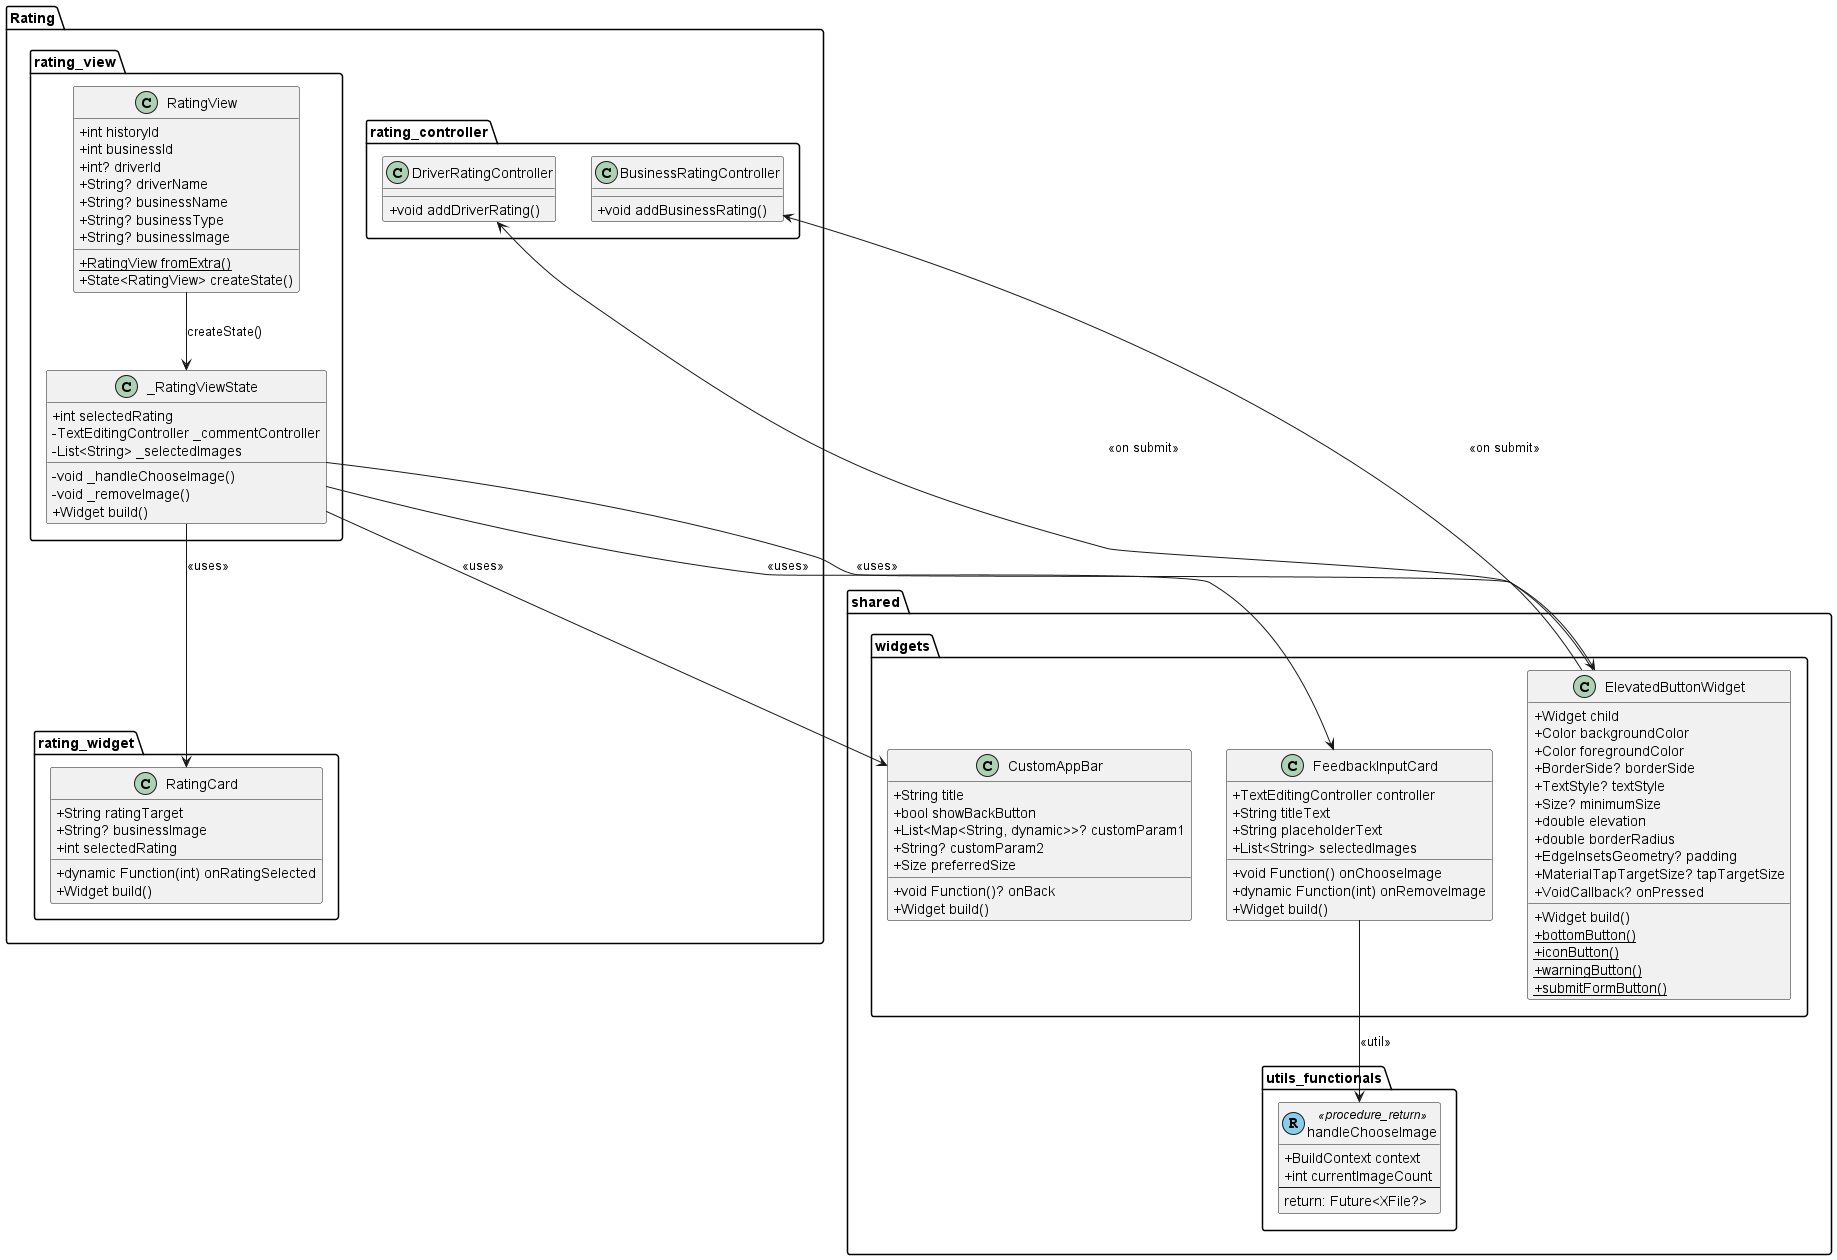 Rating
rating_view
RatingView
+int historyId
+int businessId
+int? driverId
+String? driverName
+String? businessName
+String? businessType
+String? businessImage
+RatingView fromExtra()
+State<RatingView> createState()
createState()
_RatingViewState
+int selectedRating
-TextEditingController _commentController
-List<String> _selectedImages
-void _handleChooseImage()
-void _removeImage()
+Widget build()
rating_controller
DriverRatingController
+void addDriverRating()
BusinessRatingController
+void addBusinessRating()
«on submit»
«on submit»
«uses»
«uses»
«uses»
«uses»
rating_widget
RatingCard
+String ratingTarget
+String? businessImage
+int selectedRating
+dynamic Function(int) onRatingSelected
+Widget build()
shared
widgets
CustomAppBar
+String title
+bool showBackButton
+List<Map<String, dynamic>>? customParam1
+String? customParam2
+Size preferredSize
+void Function()? onBack
+Widget build()
FeedbackInputCard
+TextEditingController controller
+String titleText
+String placeholderText
+List<String> selectedImages
+void Function() onChooseImage
+dynamic Function(int) onRemoveImage
+Widget build()
ElevatedButtonWidget
+Widget child
+Color backgroundColor
+Color foregroundColor
+BorderSide? borderSide
+TextStyle? textStyle
+Size? minimumSize
+double elevation
+double borderRadius
+EdgeInsetsGeometry? padding
+MaterialTapTargetSize? tapTargetSize
+VoidCallback? onPressed
+Widget build()
+bottomButton()
+iconButton()
+warningButton()
+submitFormButton()
«util»
utils_functionals
«procedure_return»
handleChooseImage
+BuildContext context
+int currentImageCount
return: Future<XFile?>